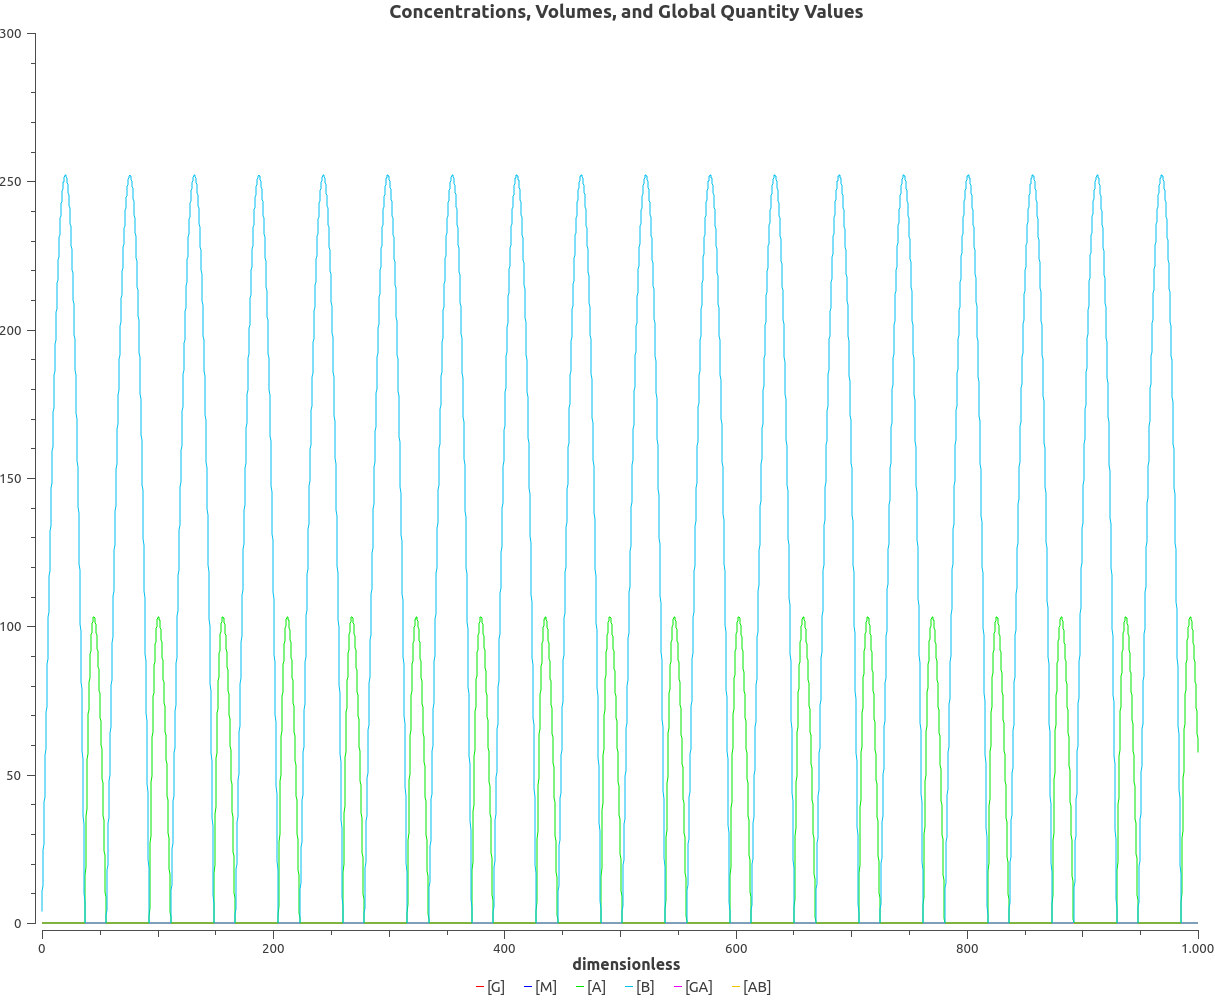 Concentrations, Volumes, and Global Quantity Values
300
250
200
150
100
50
0
0 200 400 600 800 1.000
dimensionless
[G] [M] [A] [B] [GA] [AB]